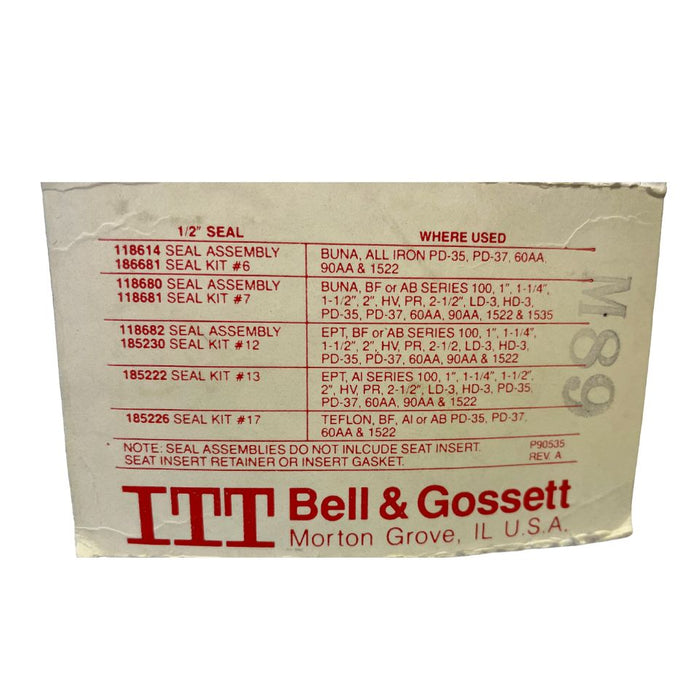 1/2" SEAL WHERE USED
118614 SEAL ASSEMBLY BUNA, ALL IRON PD-35, PD-37, 60AA,
186681 SEAL KIT #6 90AA & 1522
118680 SEAL ASSEMBLY BUNA, BF or AB SERIES 100, 1", 1-1/4",
118681 SEAL KIT #7 1-1/2", 2", HV, PR, 2-1/2", LD-3, HD-3,
PD-35, PD-37, 60AA, 90AA, 1522 & 1535
118682 SEAL ASSEMBLY EPT, BF or AB SERIES 100, 1", 1-1/4",
185230 SEAL KIT #12 1-1/2", 2", HV, PR, 2-1/2, LD-3, HD-3,
PD-35, PD-37, 60AA, 90AA & 1522
185222 SEAL KIT #13 EPT, AI SERIES 100, 1", 1-1/4", 1-1/2",
2", HV, PR, 2-1/2", LD-3, HD-3, PD-35,
PD-37, 60AA, 90AA & 1522
185226 SEAL KIT #17 TEFLON, BF, AI or AB PD-35, PD-37,
60AA & 1522
NOTE: SEAL ASSEMBLIES DO NOT INLCUDE SEAT INSERT. P90535
SEAT INSERT RETAINER OR INSERT GASKET. REV. A
ITT Bell & Gossett
Morton Grove, IL U.S.A.
M89